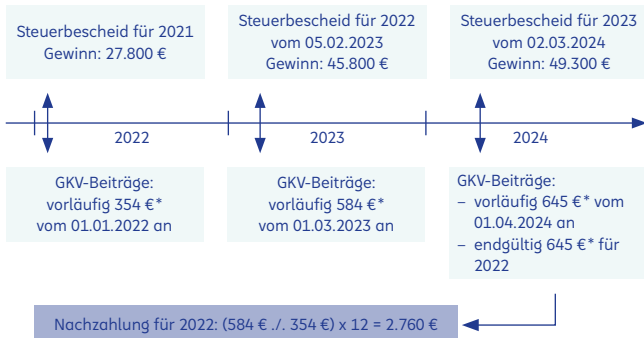 Steuerbescheid für 2021
Gewinn: 27.800 €
Steuerbescheid für 2022
vom 05.02.2023
Gewinn: 45.800 €
Steuerbescheid für 2023
vom 02.03.2024
Gewinn: 49.300 €
2022
2023
2024
GKV-Beiträge:
vorläufig 354 €*
vom 01.01.2022 an
GKV-Beiträge:
vorläufig 584 €*
vom 01.03.2023 an
GKV-Beiträge:
– vorläufig 645 €* vom
01.04.2024 an
– endgültig 645 €* für
2022
Nachzahlung für 2022: (584 € ./. 354 €) x 12 = 2.760 €